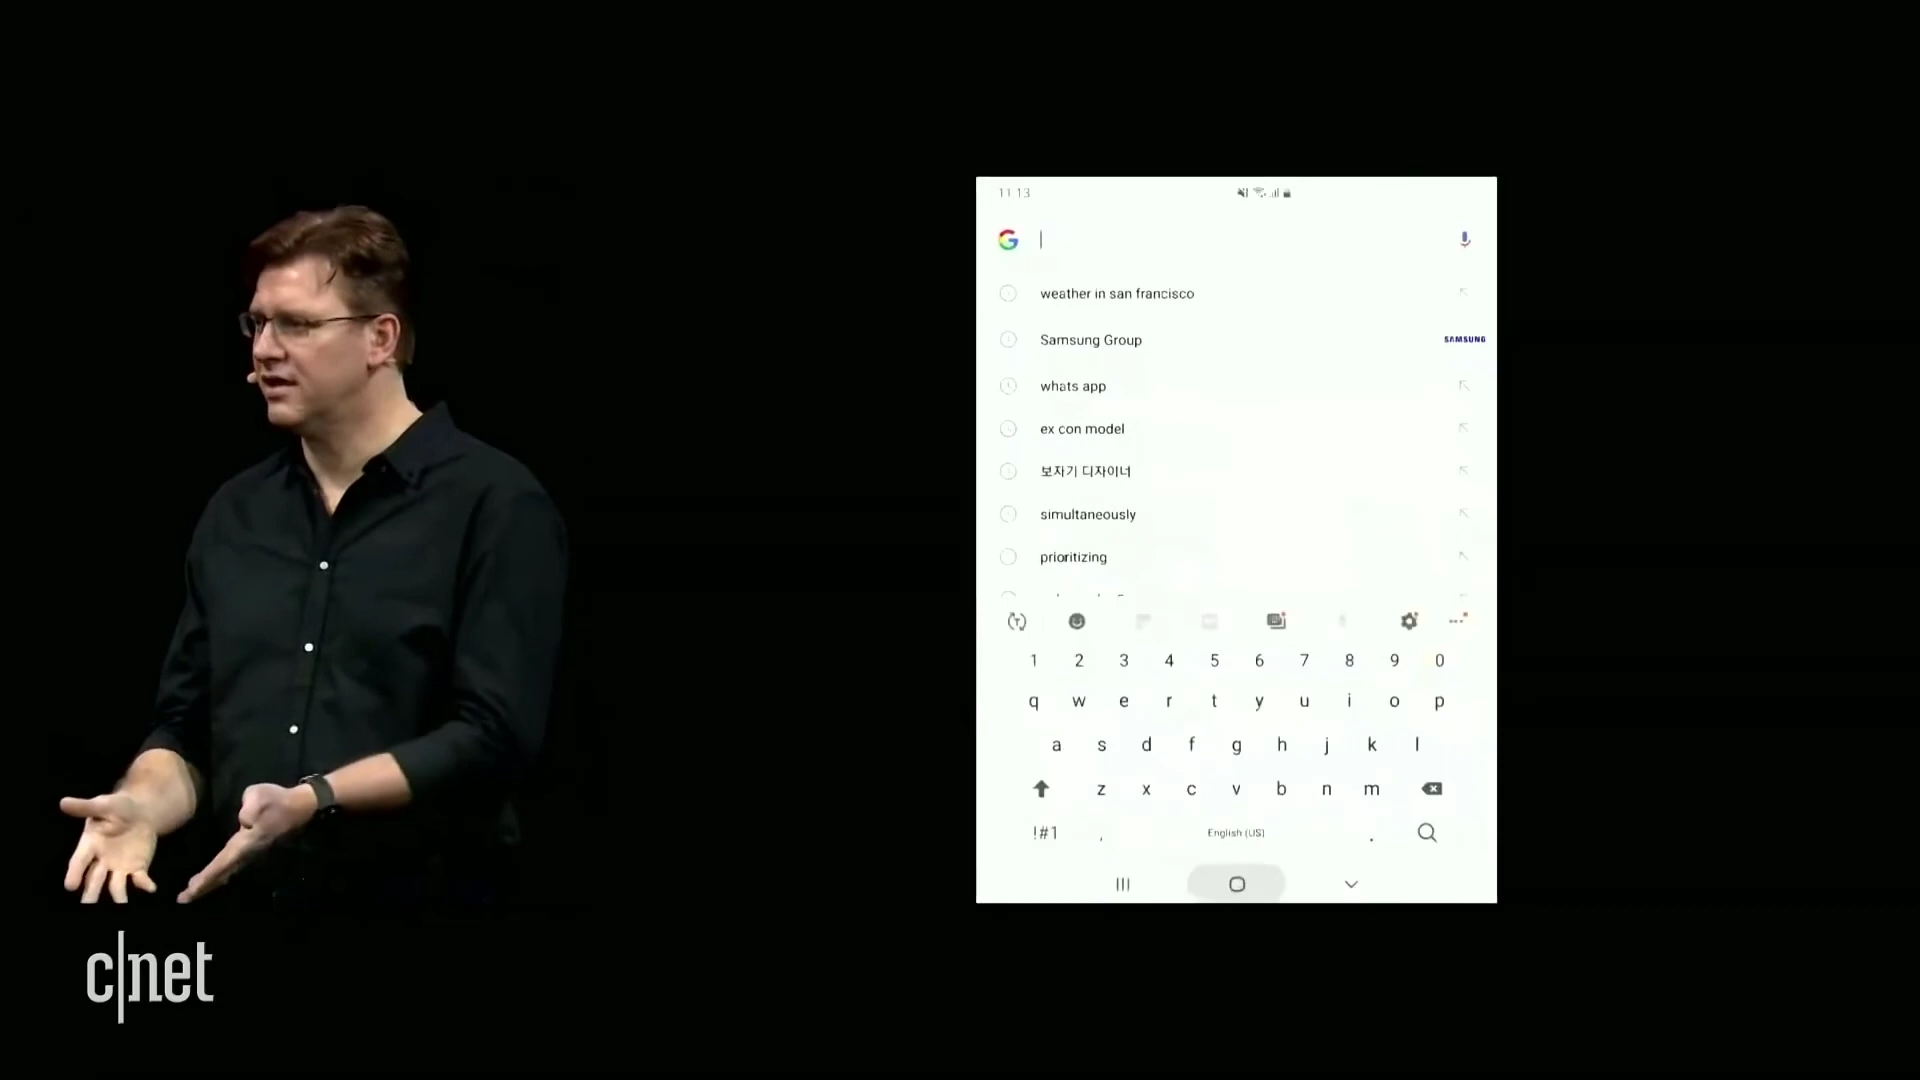 11:13
weather in san francisco
Samsung Group
SAMSUNG
whats app
ex con model
보자기 디자이너
simultaneously
prioritizing
1 2 3 4 5 6 7 8 9 0
q w e r t y u i o p
a s d f g h j k l
z x c v b n m
!#1 , English (US) .
c|net